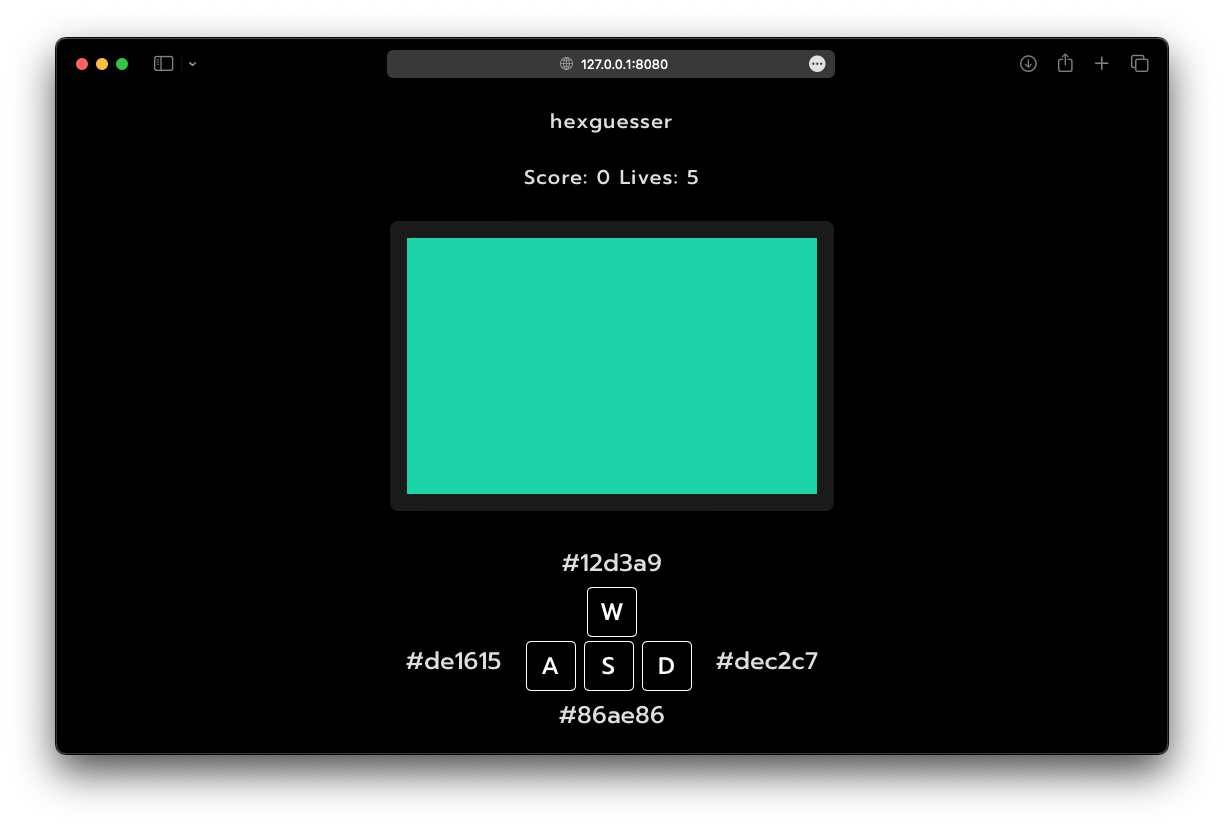 127.0.0.1:8080
hexguesser
Score: 0 Lives: 5
#12d3a9
W
#de1615 A S D #dec2c7
#86ae86